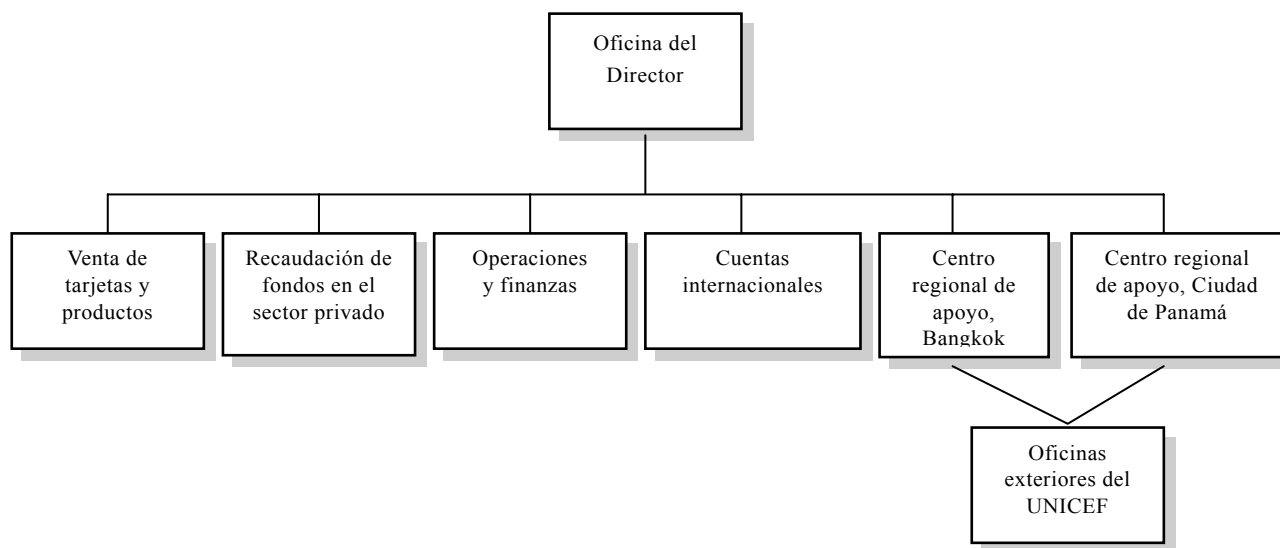 Oficina del
Director
Venta de
tarjetas y
productos
Recaudación de
fondos en el
sector privado
Operaciones
y finanzas
Cuentas
internacionales
Centro
regional de
apoyo,
Bangkok
Centro regional
de apoyo, Ciudad
de Panamá
Oficinas
exteriores del
UNICEF